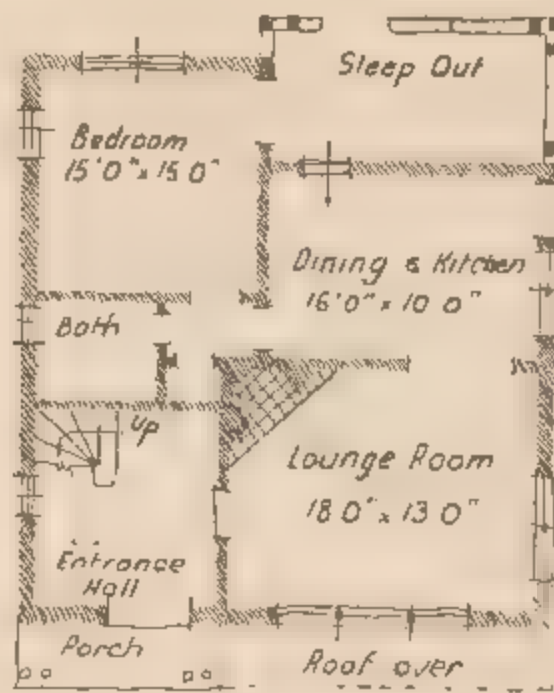 Sleep Out
Bedroom
15'0" x 15.0"
Dining & Kitchen
16'0" x 10 0"
Bath
Up
Lounge Room
18 0" x 13 0"
Entrance
Hall
Porch
Roof over